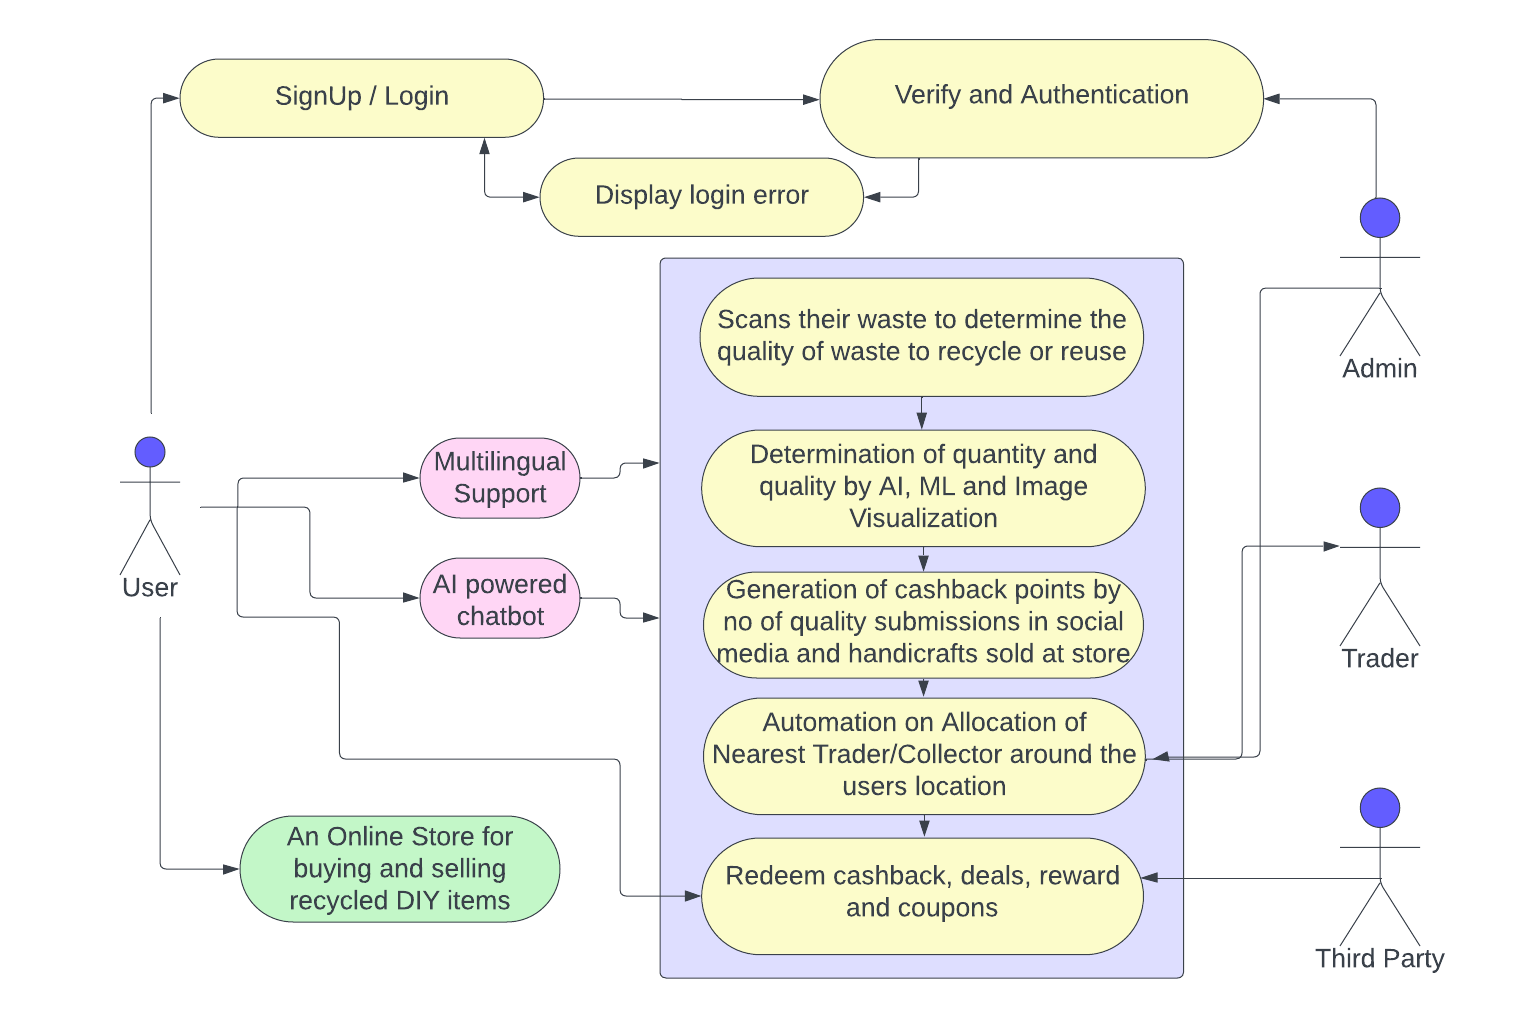 SignUp / Login
Verify and Authentication
Display login error
Scans their waste to determine the
quality of waste to recycle or reuse
Admin
Multilingual
Support
Determination of quantity and
quality by AI, ML and Image
Visualization
User
AI powered
chatbot
Generation of cashback points by
no of quality submissions in social
media and handicrafts sold at store
Trader
Automation on Allocation of
Nearest Trader/Collector around the
users location
An Online Store for
buying and selling
recycled DIY items
Redeem cashback, deals, reward
and coupons
Third Party